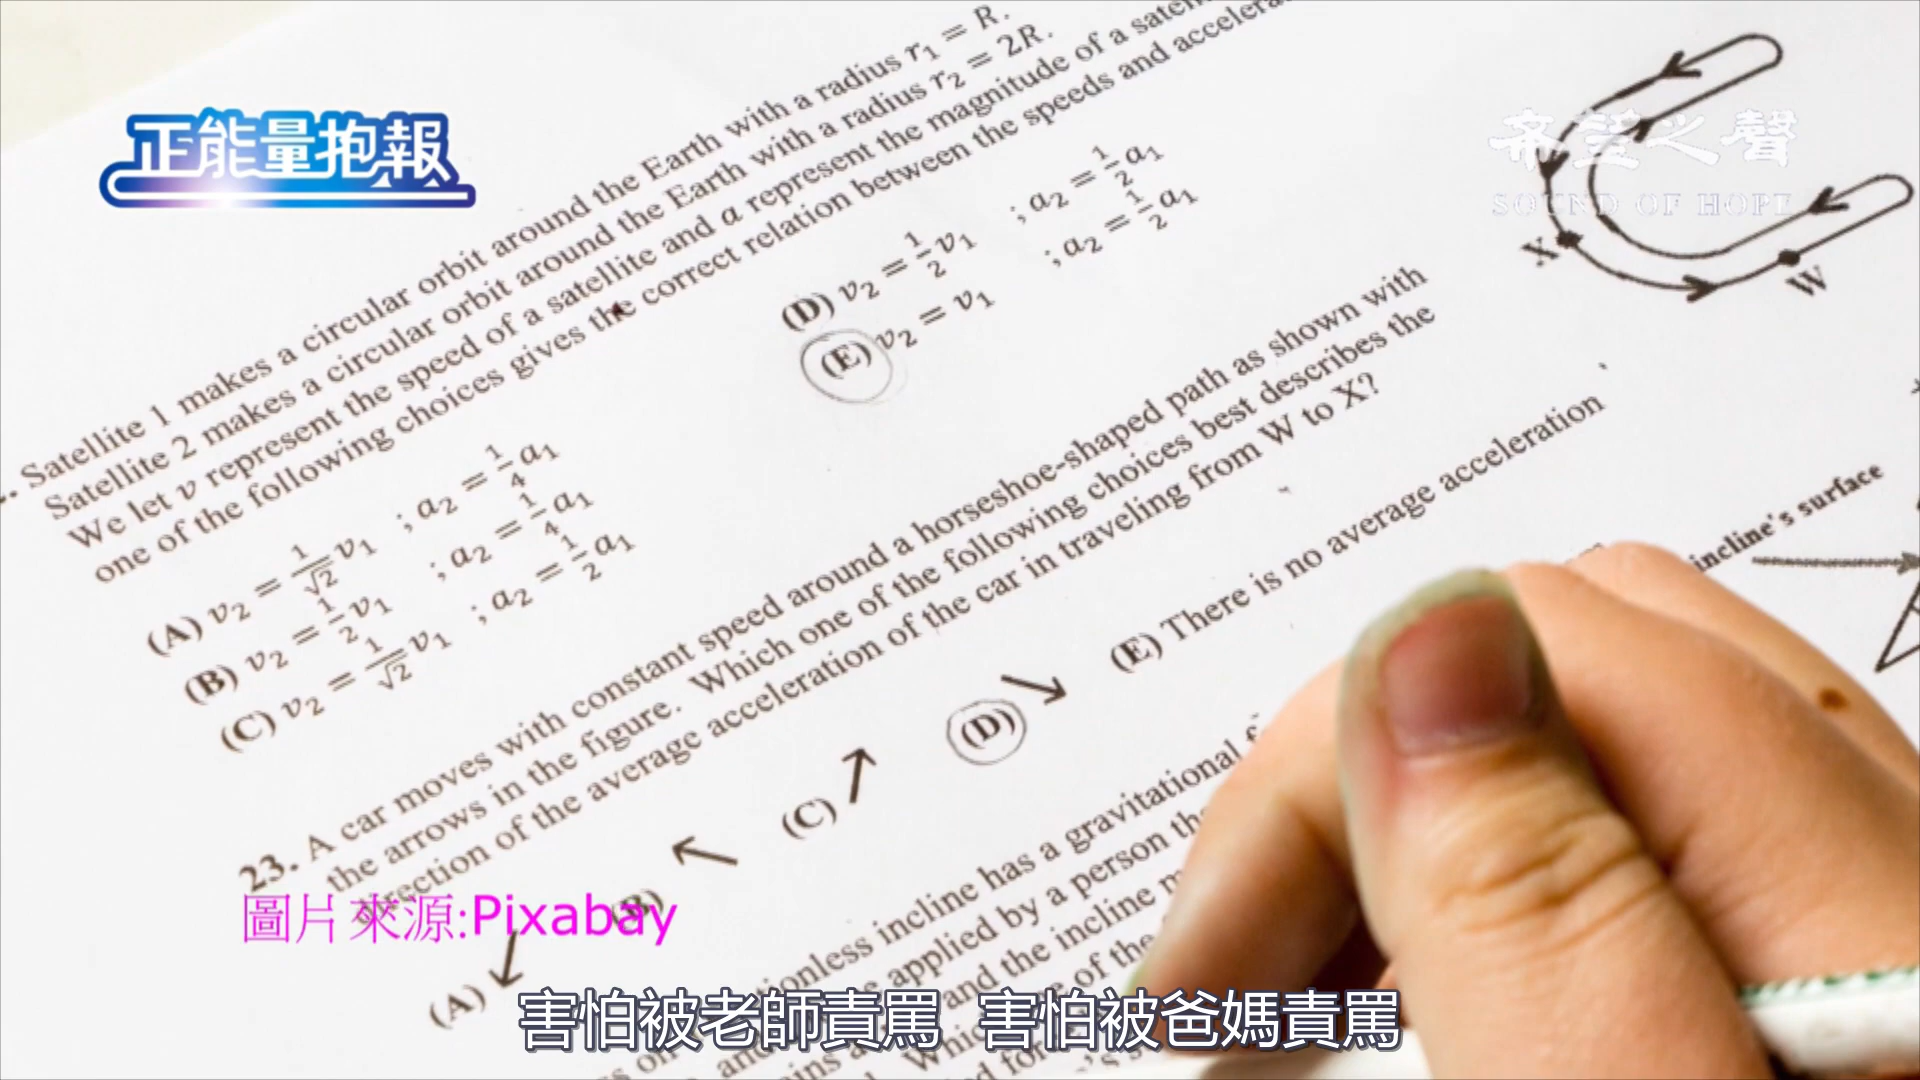 正能量抱報
希望之聲
SOUND OF HOPE
Satellite 1 makes a circular orbit around the Earth with a radius r₁ = R.
Satellite 2 makes a circular orbit around the Earth with a radius r₂ = 2R.
We let v represent the speed of a satellite and a represent the magnitude of a
one of the following choices gives the correct relation between the speeds and
(A) v₂ = 1/√2 v₁ ; a₂ = 1/4 a₁
(B) v₂ = 1/2 v₁ ; a₂ = 1/4 a₁
(C) v₂ = 1/√2 v₁ ; a₂ = 1/2 a₁
(D) v₂ = 1/2 v₁ ; a₂ = 1/2 a₁
(E) v₂ = v₁ ; a₂ = 1/2 a₁
X
W
23. A car moves with constant speed around a horseshoe-shaped path as shown with
the arrows in the figure. Which one of the following choices best describes the
direction of the average acceleration of the car in traveling from W to X?
(A)
(B)
(C)
(D)
(E) There is no average acceleration
incline has a gravitational
applied by a person
and the incline
of the
incline's surface
圖片來源:Pixabay
害怕被老師責罵 害怕被爸媽責罵